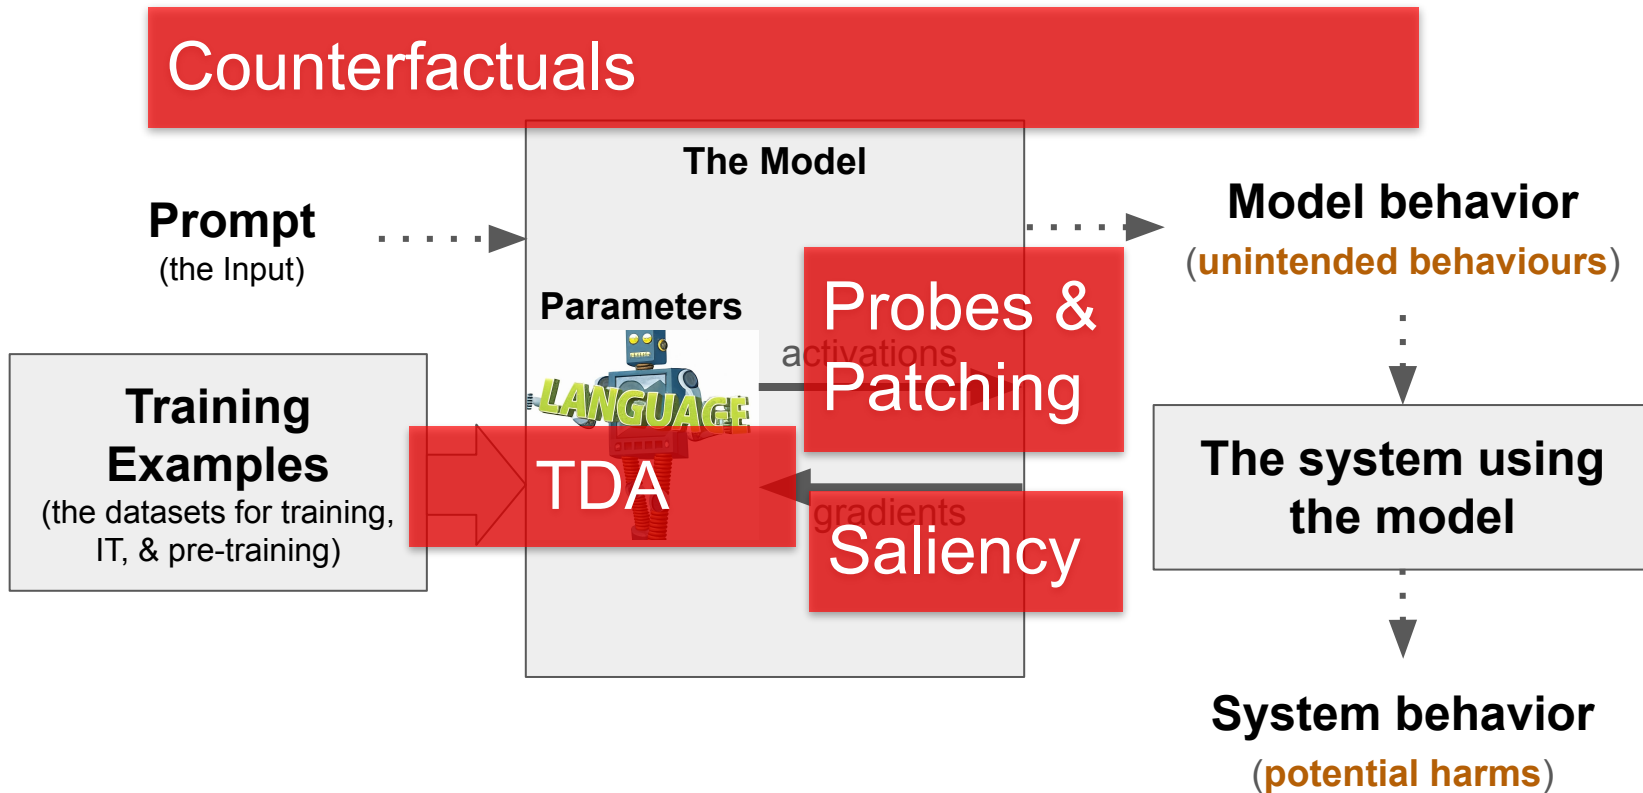 Counterfactuals
The Model
Prompt
(the Input)
Model behavior
(unintended behaviours)
Parameters
LANGUAGE
activations
Probes &
Patching
Training
Examples
(the datasets for training,
IT, & pre-training)
TDA
gradients
Saliency
The system using
the model
System behavior
(potential harms)